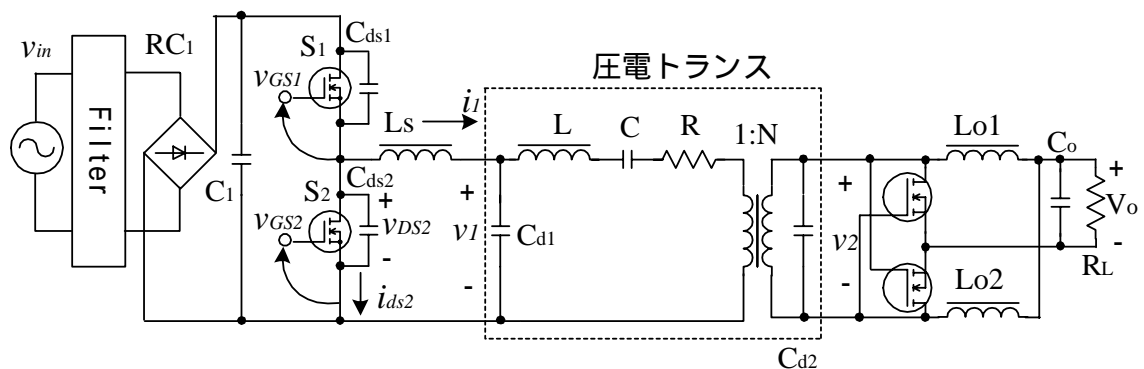 vin
Filter
RC1
C1
S1
Cds1
vGS1
Ls
i1
S2
Cds2
vGS2
+
vDS2
-
ids2
圧電トランス
+
v1
-
Cd1
L
C
R
1:N
Cd2
+
v2
-
Lo1
Lo2
Co
+
Vo
-
RL